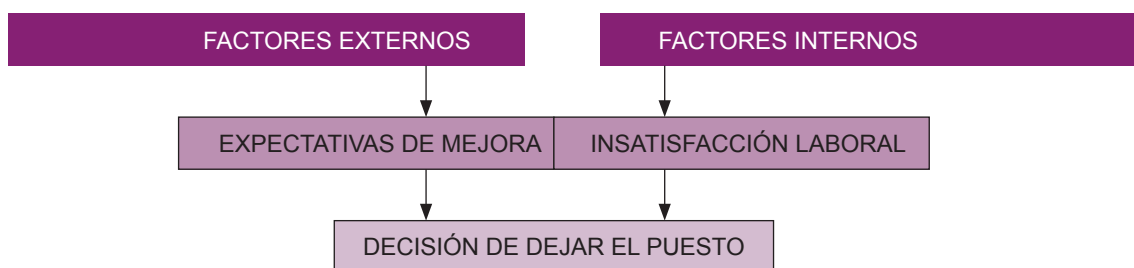 FACTORES EXTERNOS
FACTORES INTERNOS
EXPECTATIVAS DE MEJORA
INSATISFACCIÓN LABORAL
DECISIÓN DE DEJAR EL PUESTO